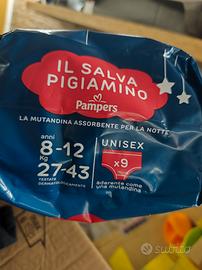 IL SALVA
PIGIAMINO
Pampers
LA MUTANDINA ASSORBENTE PER LA NOTTE
anni
8-12
Kg
27-43
TESTATE
DERMATOLOGICAMENTE
UNISEX
x9
aderente come
una mutandina
subito